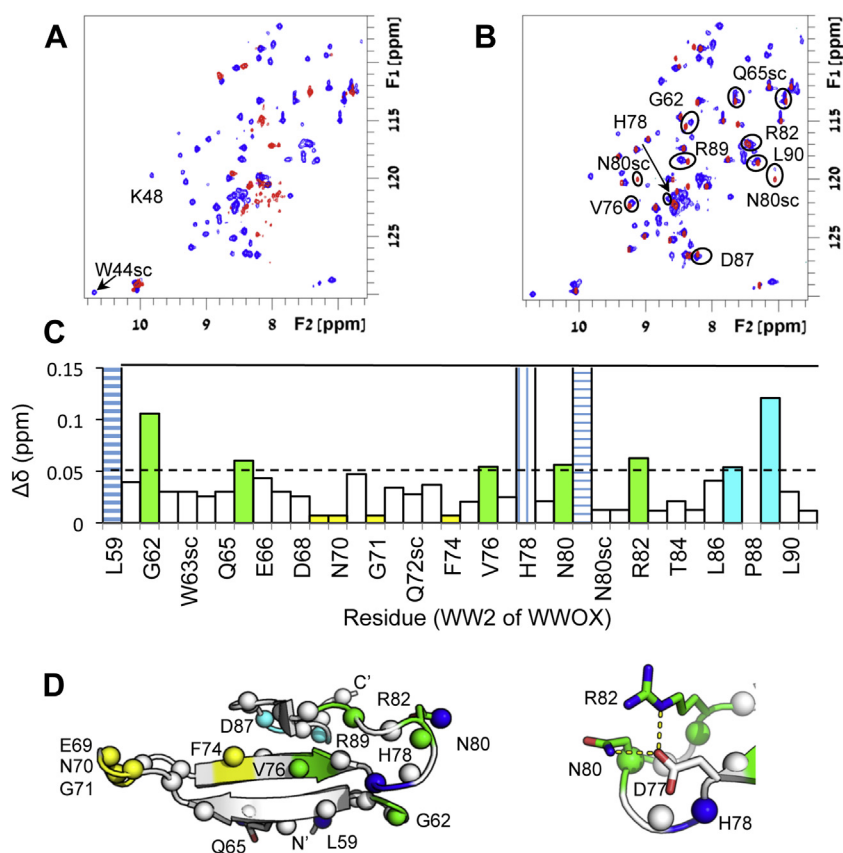 A
B
F1 [ppm]
115
120
125
K48
W44sc
10
9
8
F2 [ppm]
F1 [ppm]
115
120
125
Q65sc
G62
H78
R82
R89
L90
N80sc
N80sc
V76
D87
10
9
8
F2 [ppm]
C
Δδ (ppm)
0.15
0.1
0.05
0
L59
G62
W63sc
Q65
E66
D68
N70
G71
Q72sc
F74
V76
H78
N80
N80sc
R82
T84
L86
P88
L90
Residue (WW2 of WWOX)
D
C’
R82
D87
R89
N80
E69
F74
H78
N70
V76
G71
G62
Q65
N’
L59
R82
N80
D77
H78